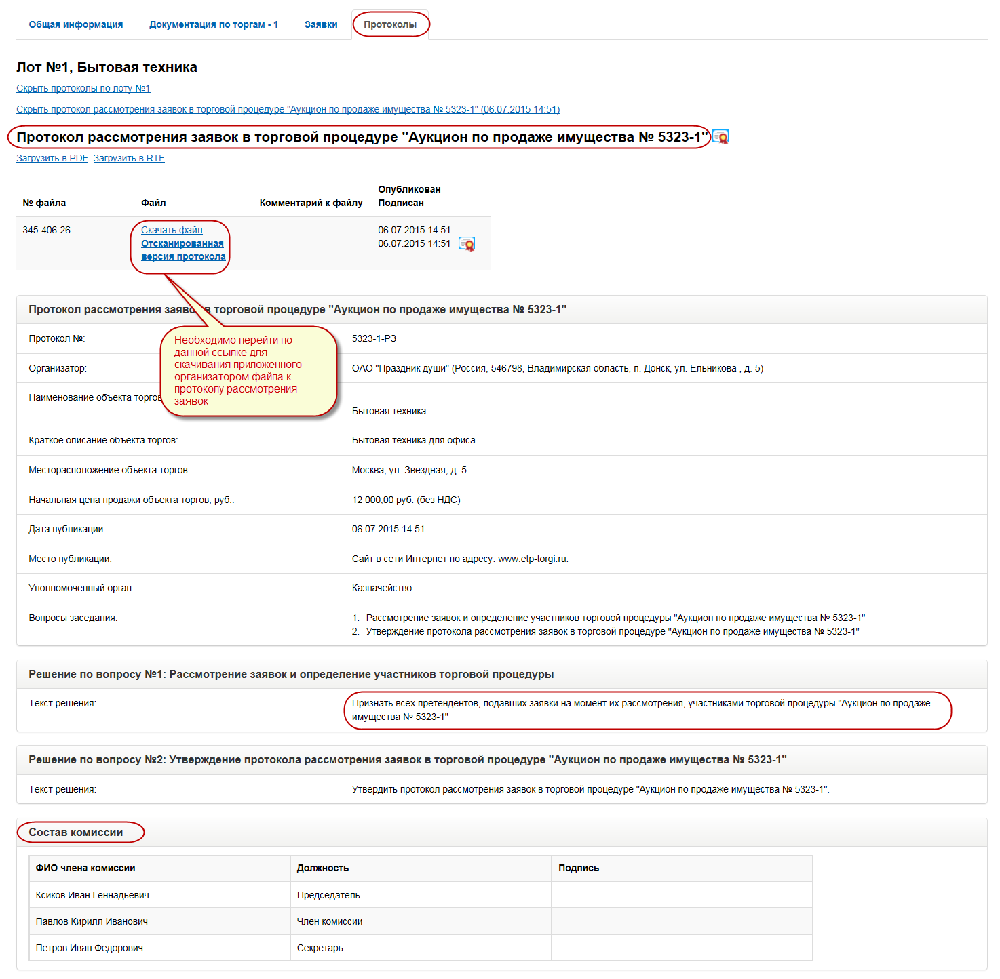 Общая информация
Документация по торгам - 1
Заявки
Протоколы
Лот №1, Бытовая техника
Скрыть протоколы по лоту №1
Скрыть протокол рассмотрения заявок в торговой процедуре "Аукцион по продаже имущества № 5323-1" (06.07.2015 14:51)
Протокол рассмотрения заявок в торговой процедуре "Аукцион по продаже имущества № 5323-1"
Загрузить в PDF Загрузить в RTF
№ файла
Файл
Комментарий к файлу
Опубликован
Подписан
345-406-26
Скачать файл
Отсканированная
версия протокола
06.07.2015 14:51
06.07.2015 14:51
Необходимо перейти по
данной ссылке для
скачивания приложенного
организатором файла к
протоколу рассмотрения
заявок
Протокол рассмотрения заяво в торговой процедуре "Аукцион по продаже имущества № 5323-1"
Протокол №:
5323-1-РЗ
Организатор:
ОАО "Праздник души" (Россия, 546798, Владимирская область, п. Донск, ул. Ельникова , д. 5)
Наименование объекта торгов
Бытовая техника
Краткое описание объекта торгов:
Бытовая техника для офиса
Месторасположение объекта торгов:
Москва, ул. Звездная, д. 5
Начальная цена продажи объекта торгов, руб.:
12 000,00 руб. (без НДС)
Дата публикации:
06.07.2015 14:51
Место публикации:
Сайт в сети Интернет по адресу: www.etp-torgi.ru.
Уполномоченный орган:
Казначейство
Вопросы заседания:
1. Рассмотрение заявок и определение участников торговой процедуры "Аукцион по продаже имущества № 5323-1"
2. Утверждение протокола рассмотрения заявок в торговой процедуре "Аукцион по продаже имущества № 5323-1"
Решение по вопросу №1: Рассмотрение заявок и определение участников торговой процедуры
Текст решения:
Признать всех претендентов, подавших заявки на момент их рассмотрения, участниками торговой процедуры "Аукцион по продаже
имущества № 5323-1"
Решение по вопросу №2: Утверждение протокола рассмотрения заявок в торговой процедуре "Аукцион по продаже имущества № 5323-1"
Текст решения:
Утвердить протокол рассмотрения заявок в торговой процедуре "Аукцион по продаже имущества № 5323-1".
Состав комиссии
ФИО члена комиссии
Должность
Подпись
Ксиков Иван Геннадьевич
Председатель
Павлов Кирилл Иванович
Член комиссии
Петров Иван Федорович
Секретарь